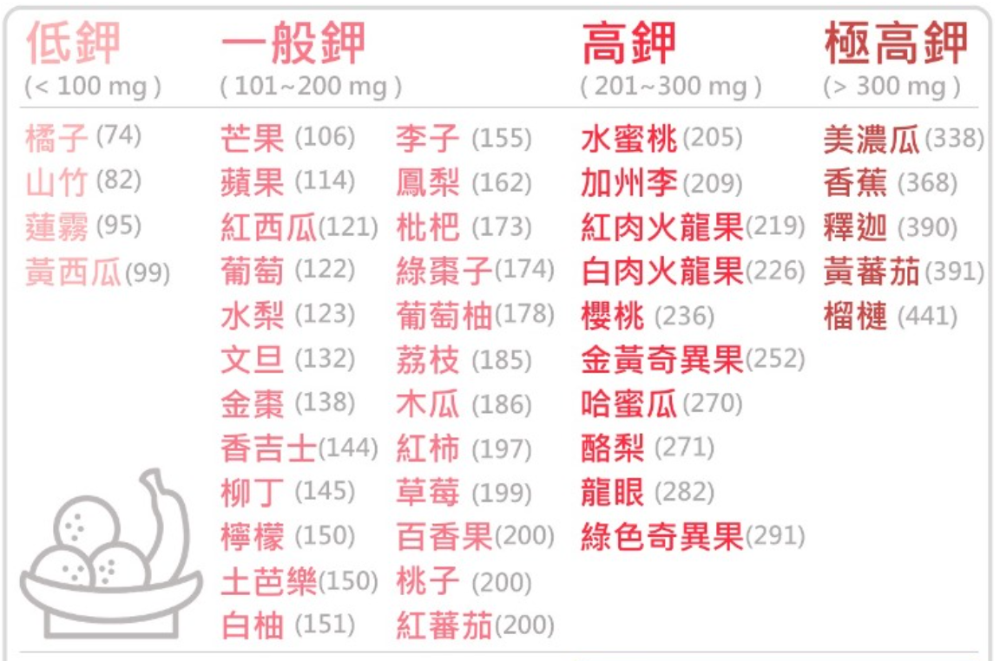 低鉀 一般鉀 高鉀 極高鉀
(< 100 mg ) ( 101~200 mg ) ( 201~300 mg ) (> 300 mg )
橘子 (74) 芒果 (106) 李子 (155) 水蜜桃 (205) 美濃瓜 (338)
山竹 (82) 蘋果 (114) 鳳梨 (162) 加州李 (209) 香蕉 (368)
蓮霧 (95) 紅西瓜 (121) 枇杷 (173) 紅肉火龍果 (219) 釋迦 (390)
黃西瓜 (99) 葡萄 (122) 綠棗子 (174) 白肉火龍果 (226) 黃蕃茄 (391)
水梨 (123) 葡萄柚 (178) 櫻桃 (236) 榴槤 (441)
文旦 (132) 荔枝 (185) 金黃奇異果 (252)
金棗 (138) 木瓜 (186) 哈蜜瓜 (270)
香吉士 (144) 紅柿 (197) 酪梨 (271)
柳丁 (145) 草莓 (199) 龍眼 (282)
檸檬 (150) 百香果 (200) 綠色奇異果 (291)
土芭樂 (150) 桃子 (200)
白柚 (151) 紅蕃茄 (200)